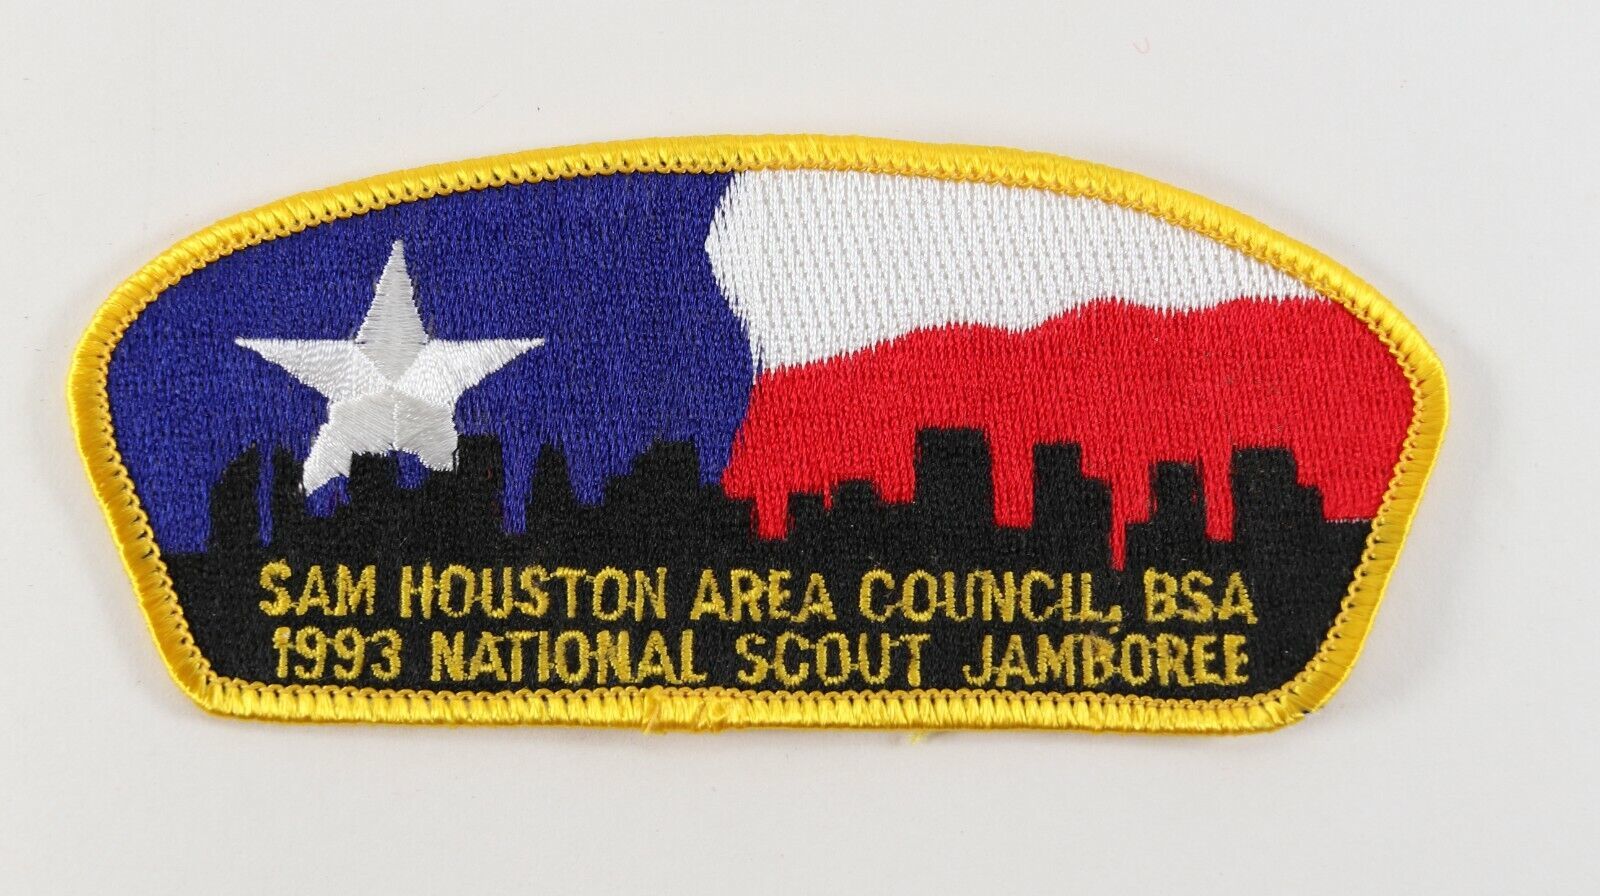 SAM HOUSTON AREA COUNCIL, BSA
1993 NATIONAL SCOUT JAMBOREE